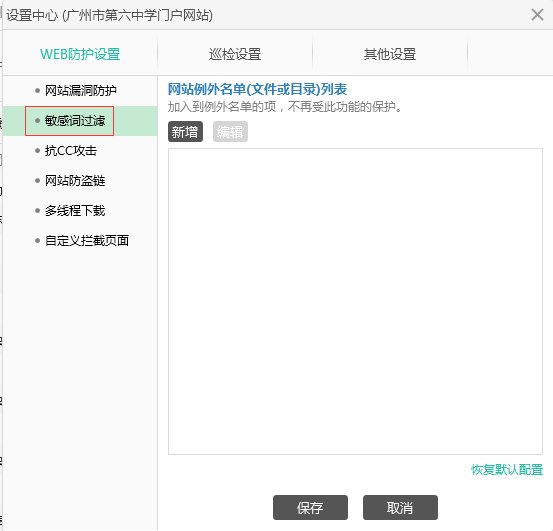 设置中心 (广州市第六中学门户网站)
WEB防护设置
巡检设置
其他设置
网站漏洞防护
敏感词过滤
抗CC攻击
网站防盗链
多线程下载
自定义拦截页面
网站例外名单(文件或目录)列表
加入到例外名单的项，不再受此功能的保护。
新增
编辑
恢复默认配置
保存
取消